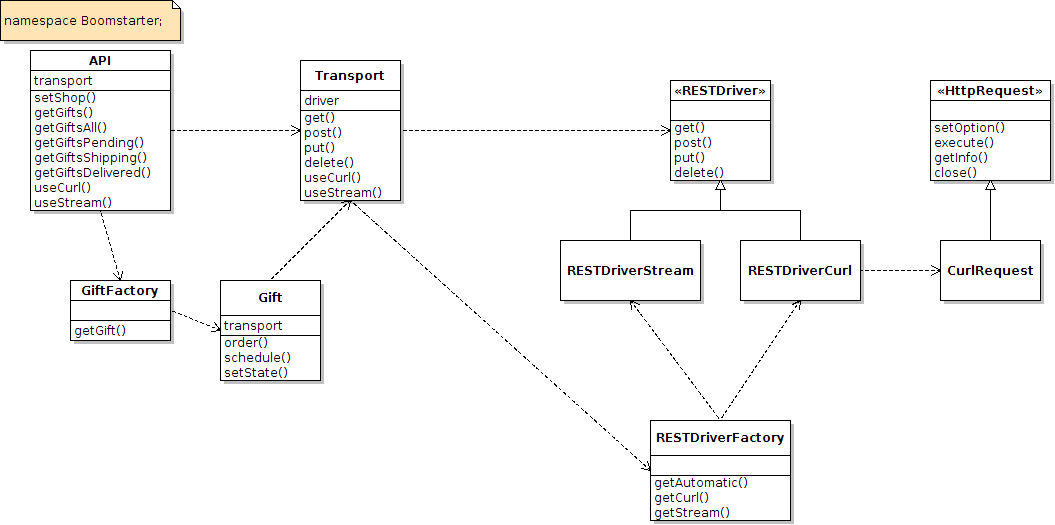 namespace Boomstarter;
API
transport
setShop()
getGifts()
getGiftsAll()
getGiftsPending()
getGiftsShipping()
getGiftsDelivered()
useCurl()
useStream()
Transport
driver
get()
post()
put()
delete()
useCurl()
useStream()
«RESTDriver»
get()
post()
put()
delete()
«HttpRequest»
setOption()
execute()
getInfo()
close()
RESTDriverStream
RESTDriverCurl
CurlRequest
GiftFactory
getGift()
Gift
transport
order()
schedule()
setState()
RESTDriverFactory
getAutomatic()
getCurl()
getStream()